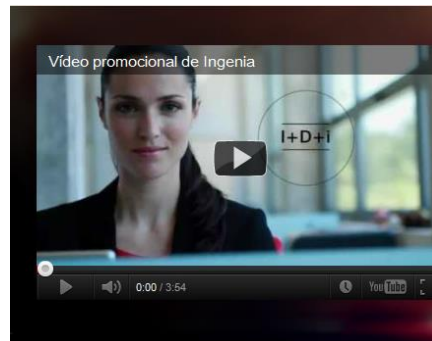 Vídeo promocional de Ingenia
I+D+i
0:00 / 3:54
YouTube